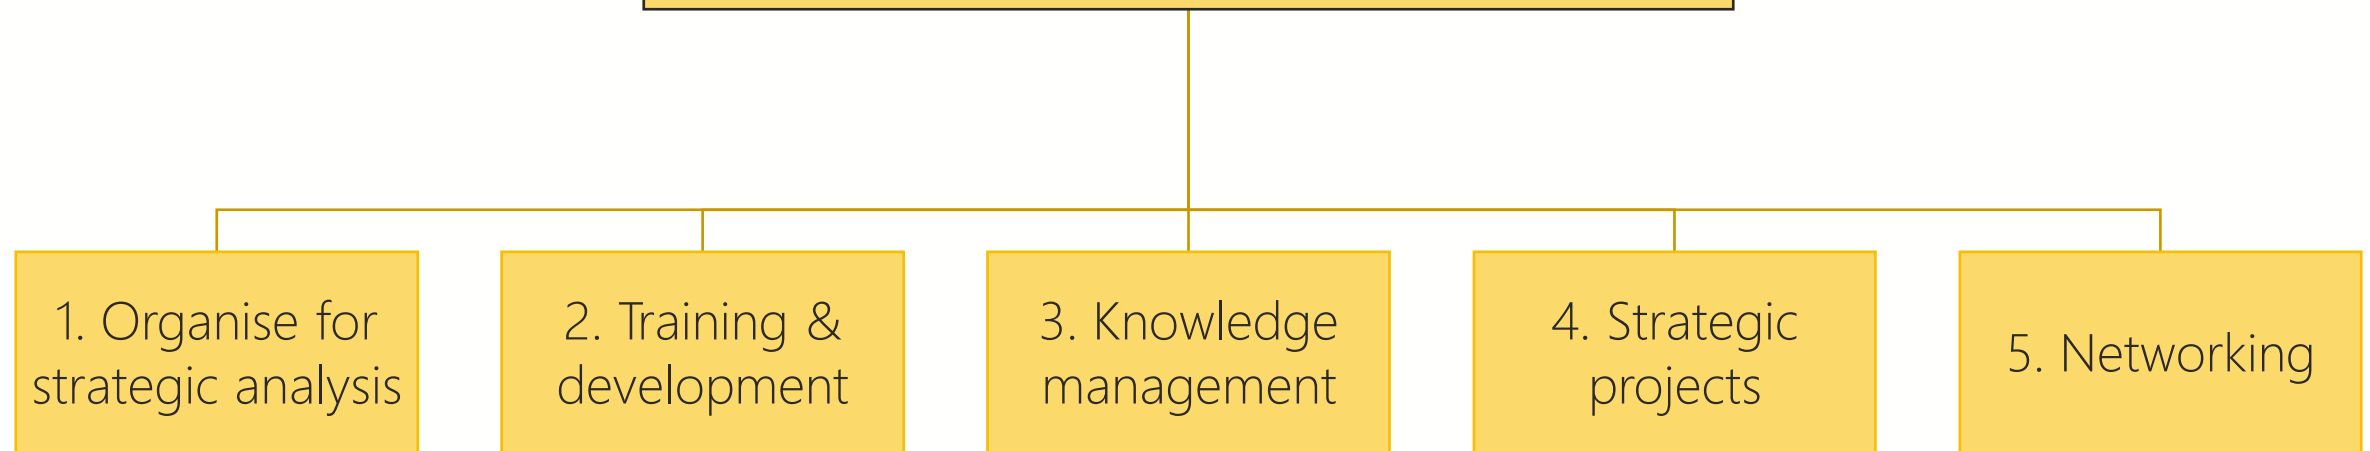 1. Organise for
strategic analysis
2. Training &
development
3. Knowledge
management
4. Strategic
projects
5. Networking